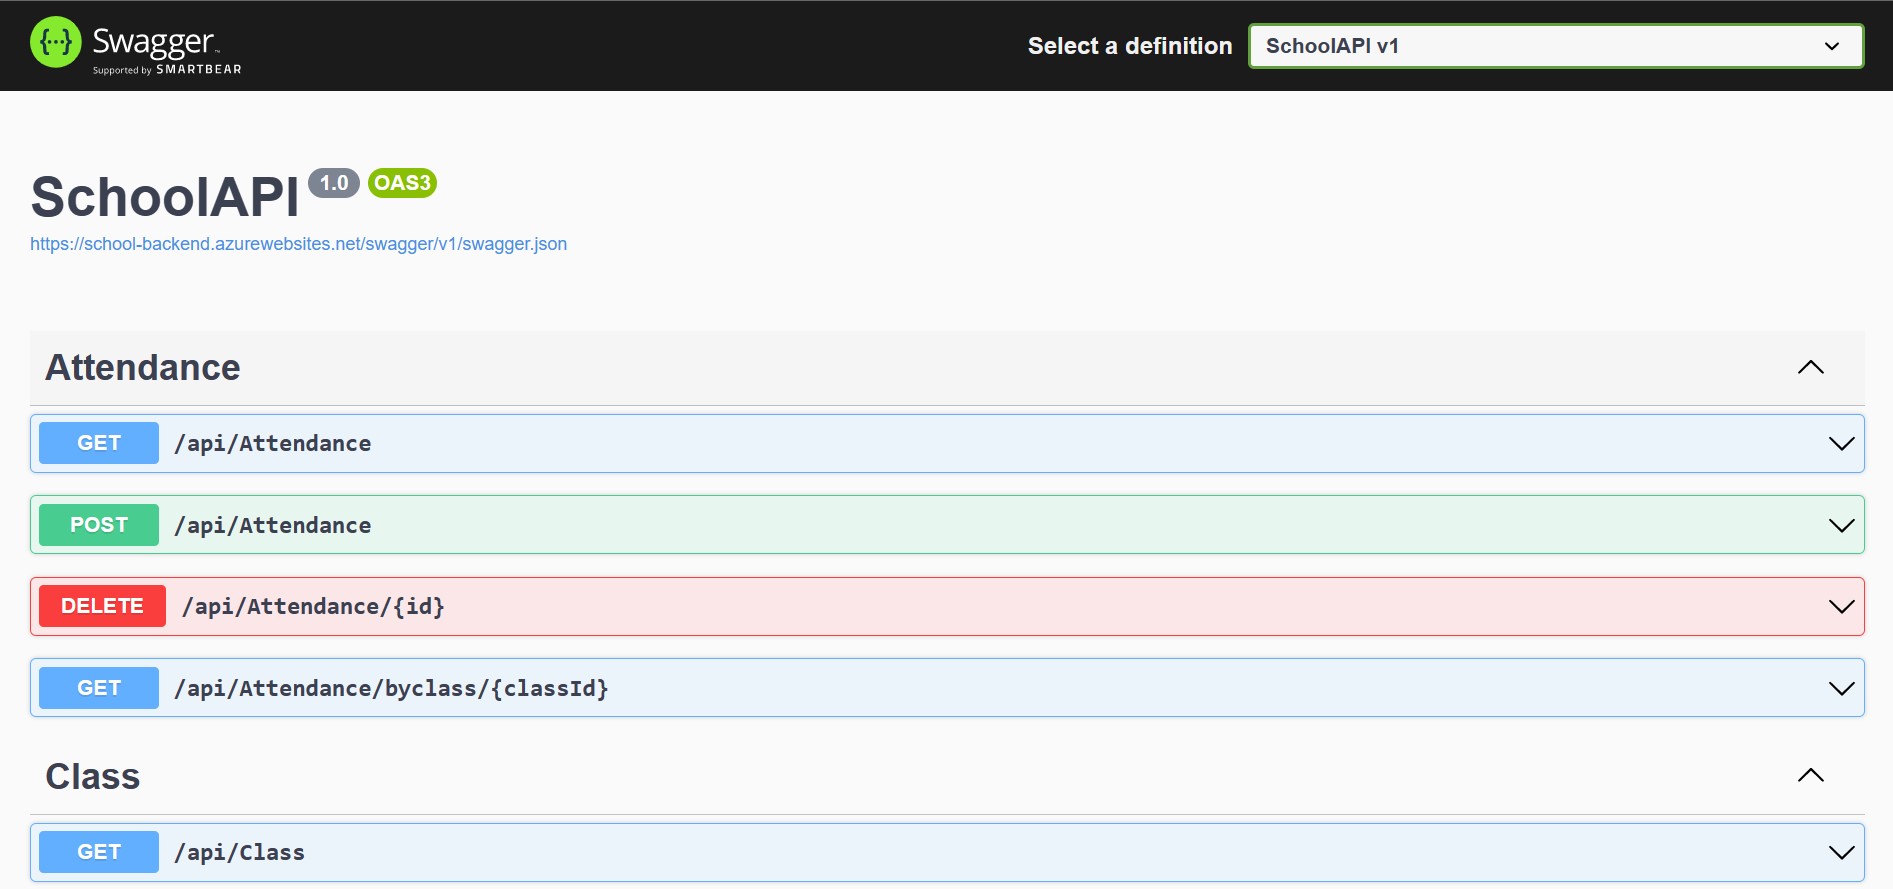 Swagger
Supported by SMARTBEAR
Select a definition
SchoolAPI v1
SchoolAPI 1.0 OAS3
https://school-backend.azurewebsites.net/swagger/v1/swagger.json
Attendance
GET /api/Attendance
POST /api/Attendance
DELETE /api/Attendance/{id}
GET /api/Attendance/byclass/{classId}
Class
GET /api/Class